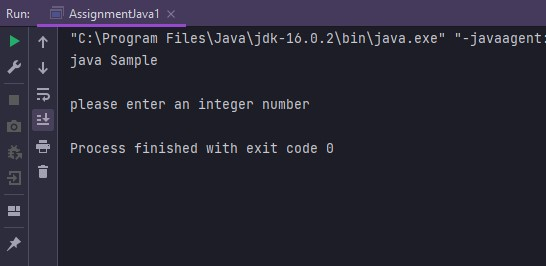 Run: AssignmentJava1
"C:\Program Files\Java\jdk-16.0.2\bin\java.exe" "-javaagent:
java Sample
please enter an integer number
Process finished with exit code 0